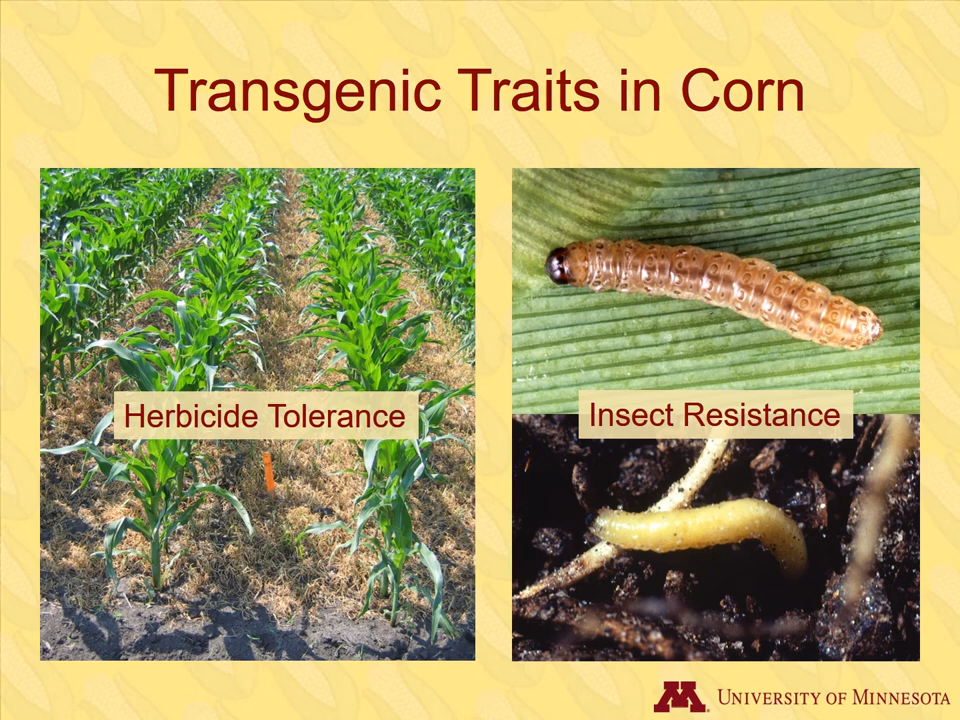 Transgenic Traits in Corn
Herbicide Tolerance
Insect Resistance
M
UNIVERSITY OF MINNESOTA